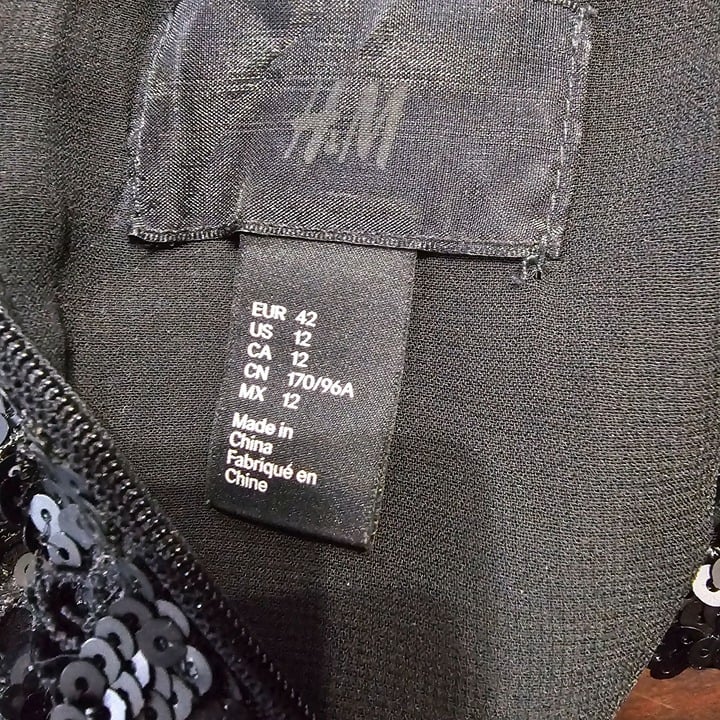 H&M
EUR 42
US 12
CA 12
CN 170/96A
MX 12
Made in
China
Fabriqué en
Chine